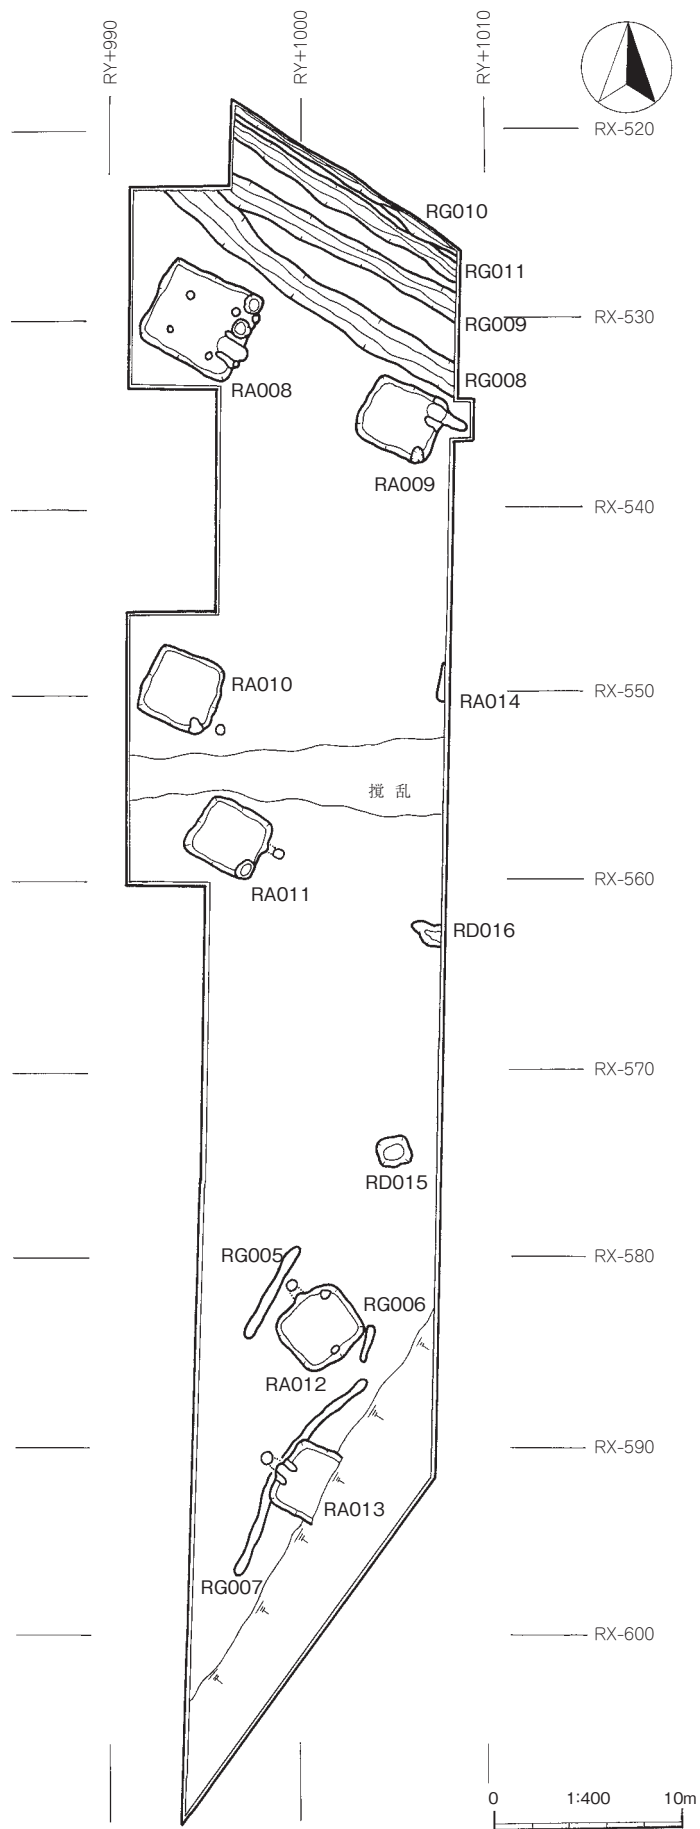 RY+990
RY+1000
RY+1010
RX-520
RG010
RG011
RX-530
RG009
RG008
RA008
RA009
RX-540
RA010
RX-550
RA014
攪乱
RX-560
RA011
RD016
RX-570
RD015
RG005
RX-580
RG006
RA012
RX-590
RA013
RG007
RX-600
0 1:400 10m